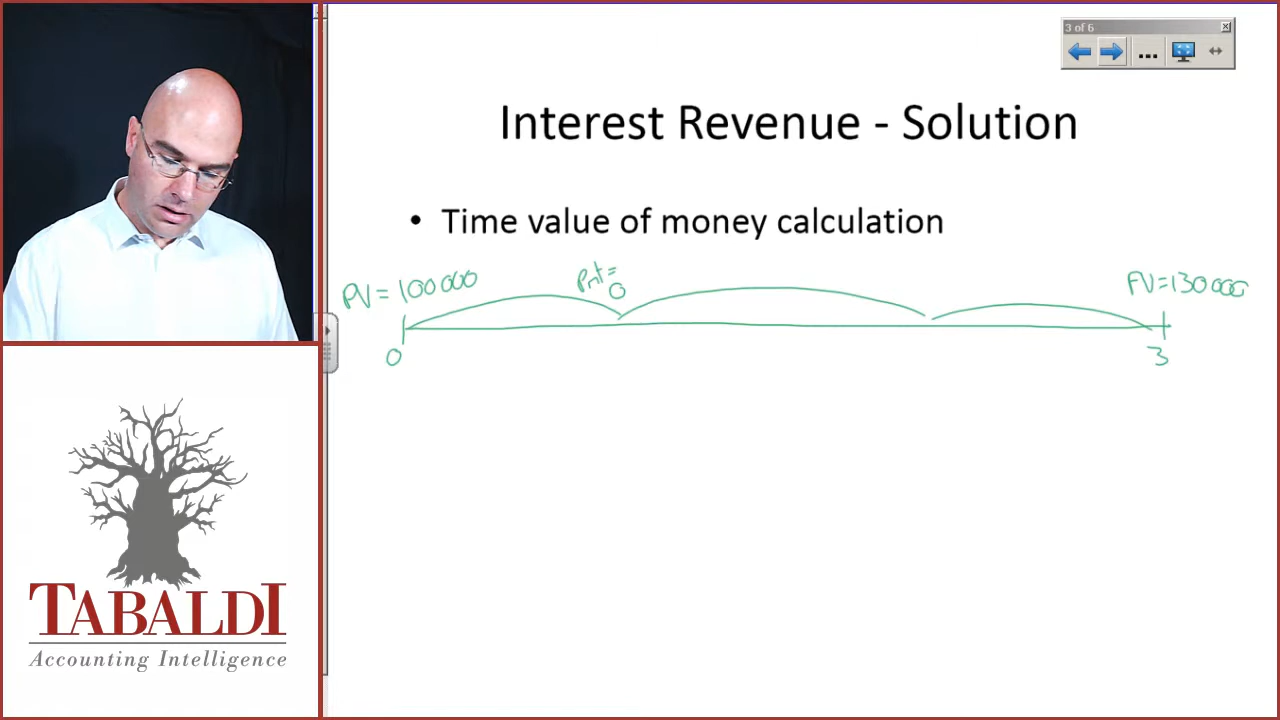 3 of 6
Interest Revenue - Solution
• Time value of money calculation
PV = 100 000
Pmt =
0
FV = 130 000
0
3
TABALDI
Accounting Intelligence